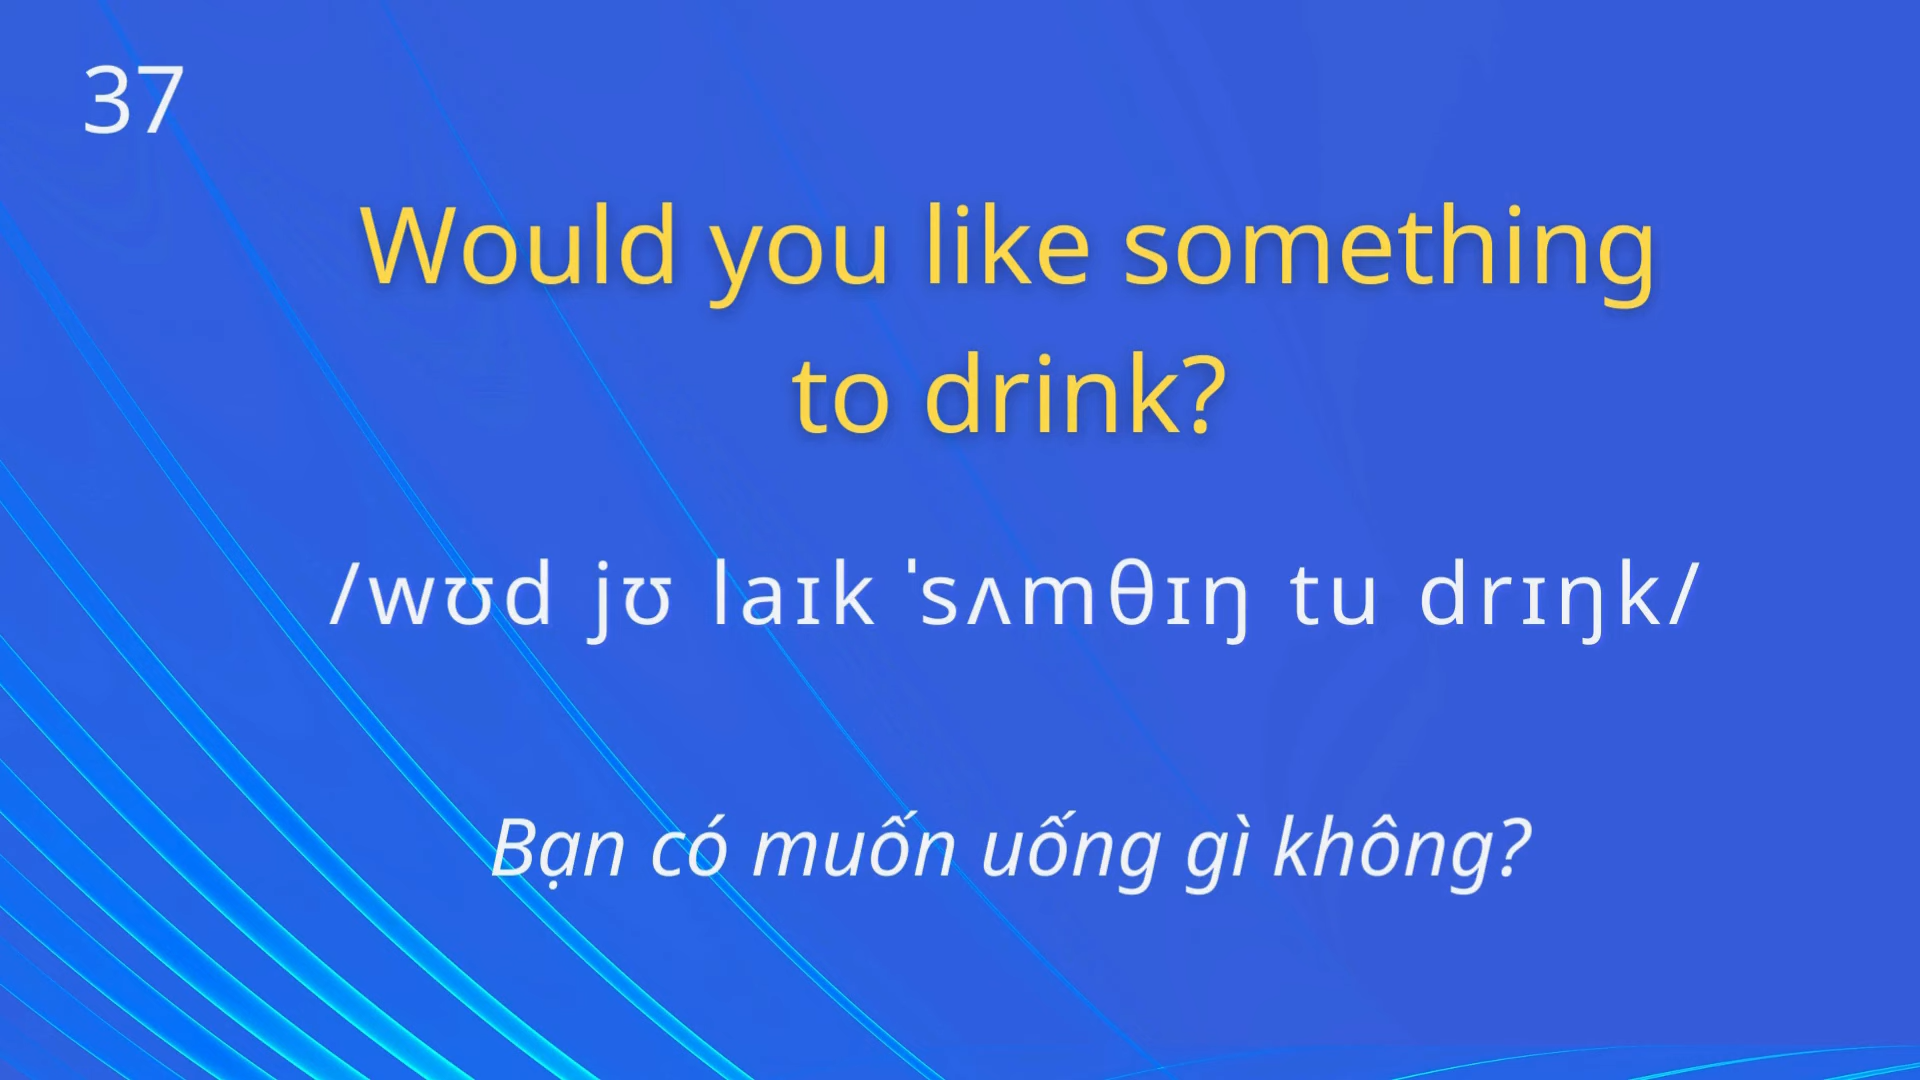 37
Would you like something
to drink?
/wʊd jʊ laɪk ˈsʌmθɪŋ tu drɪŋk/
Bạn có muốn uống gì không?